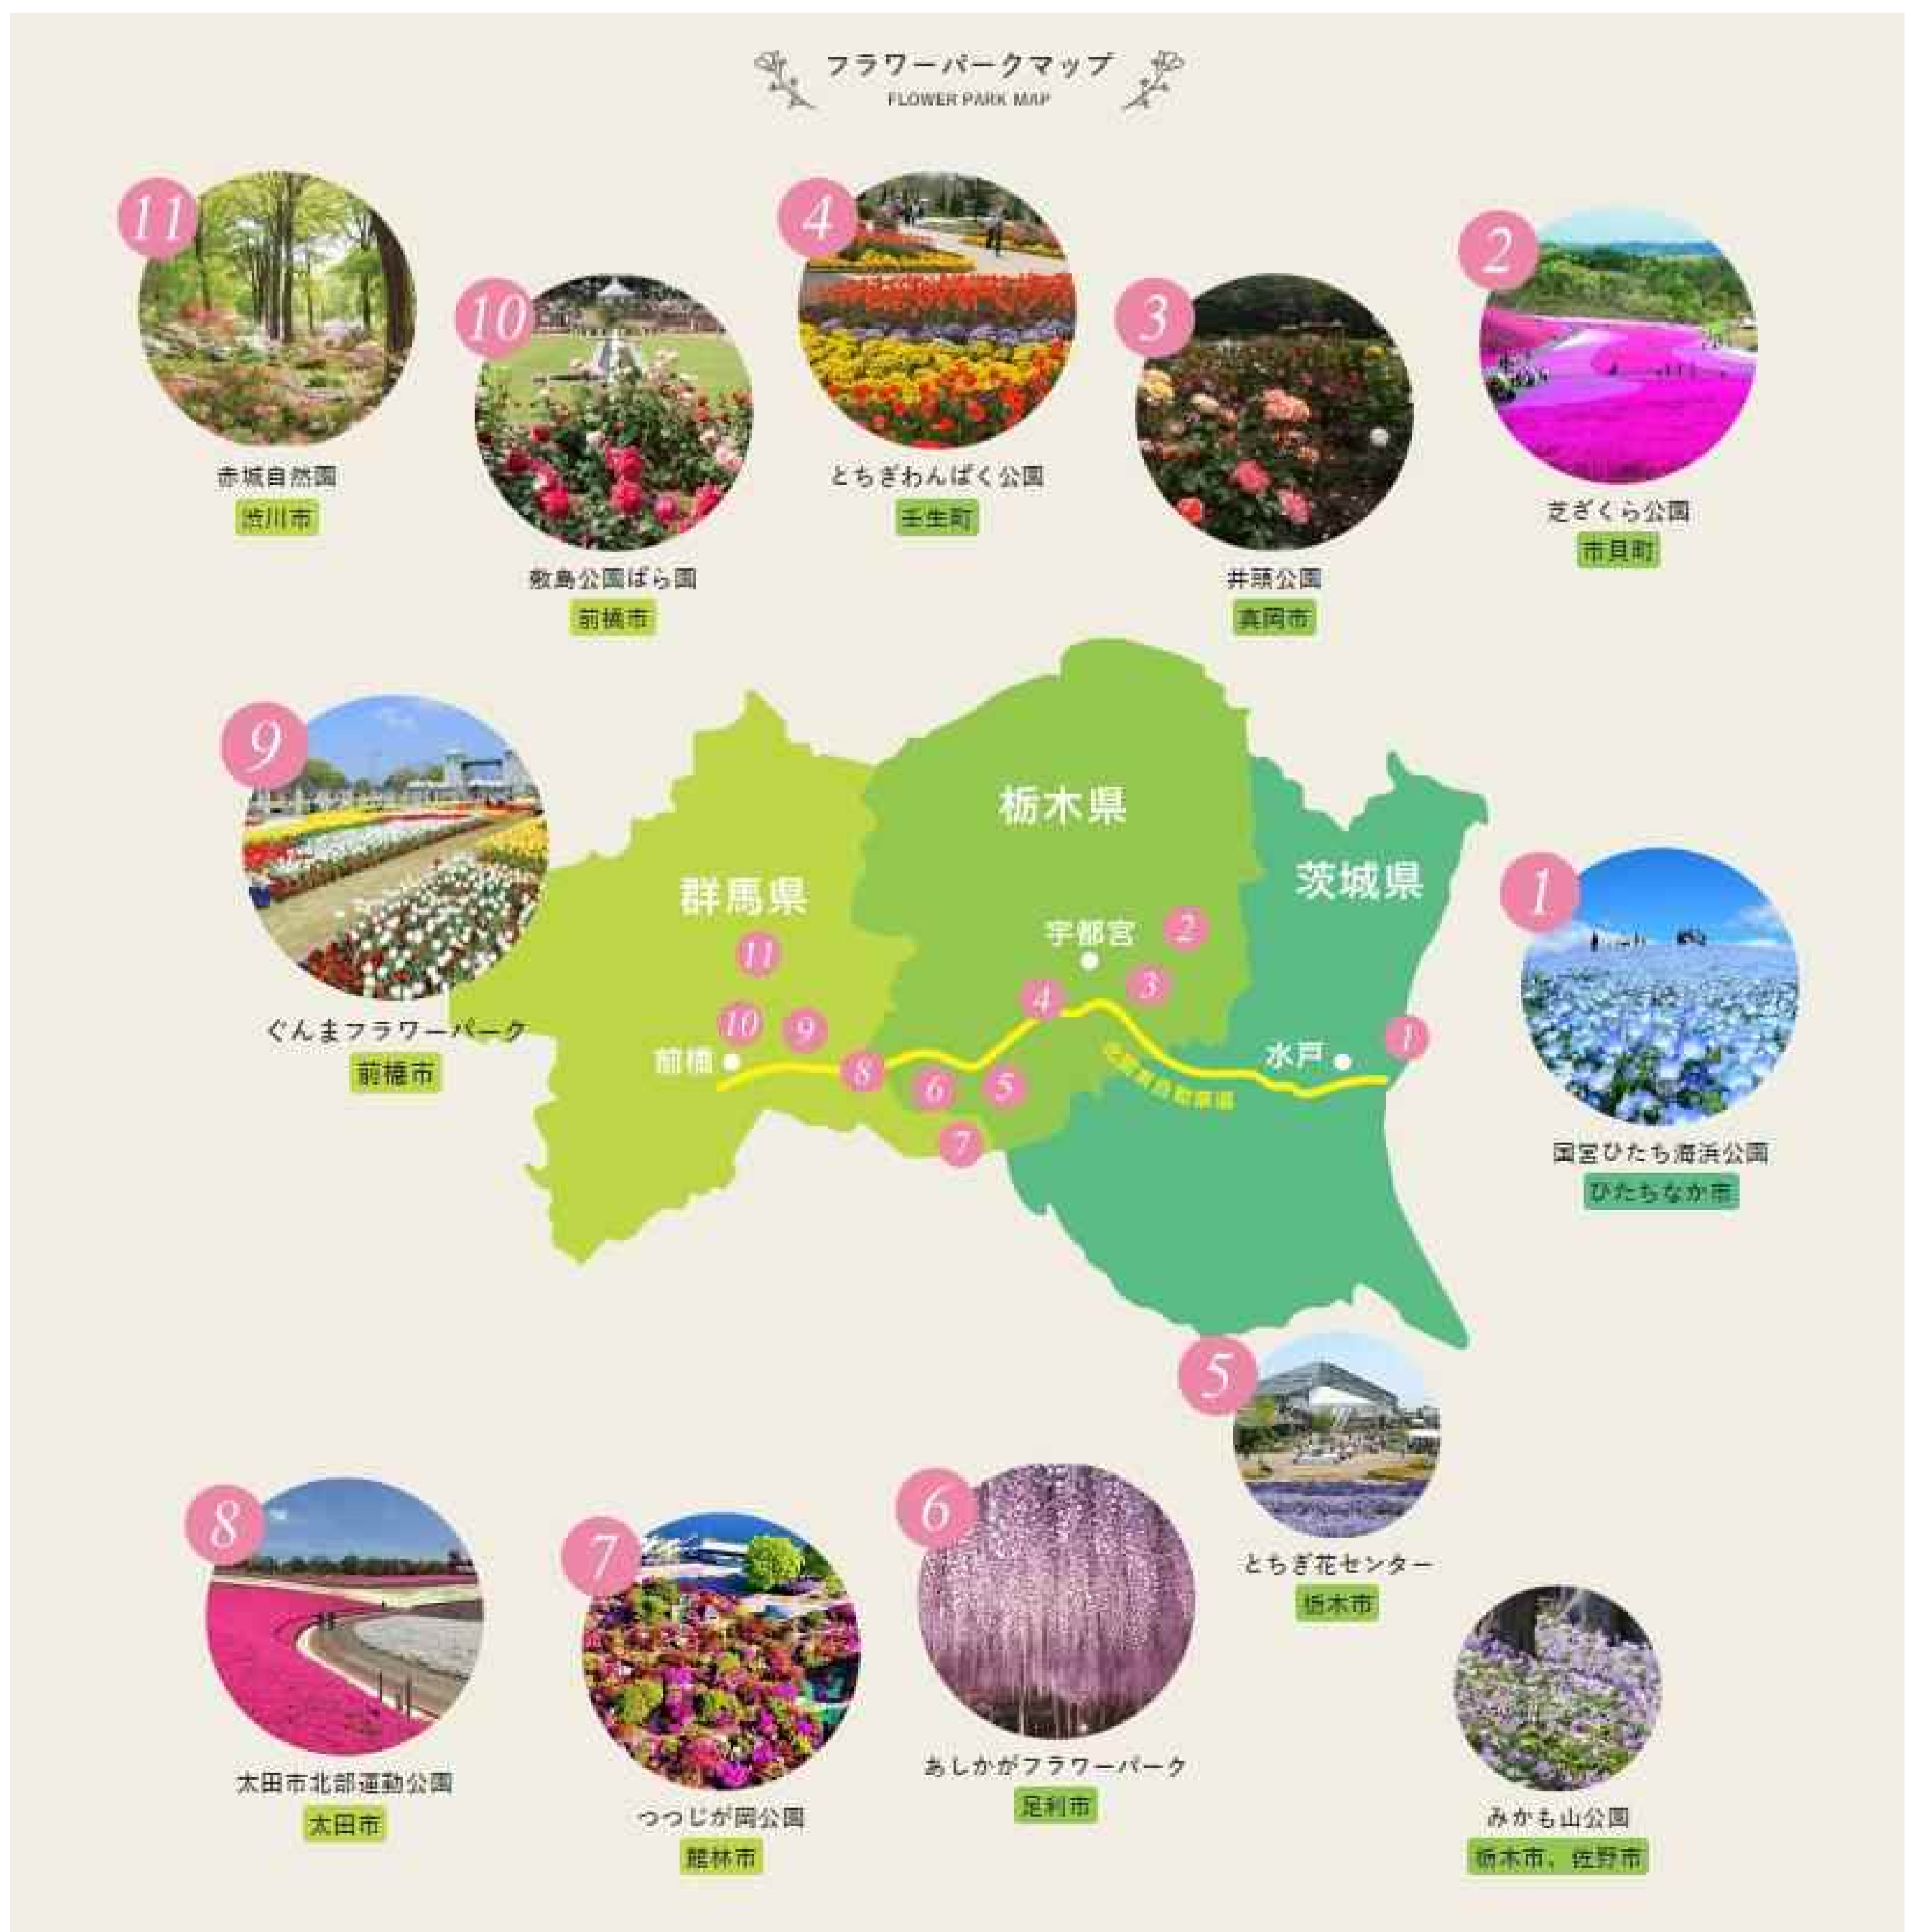 フラワーパークマップ
FLOWER PARK MAP
11
赤城自然園
渋川市
10
敷島公園ばら園
前橋市
4
とちぎわんぱく公園
壬生町
3
井頭公園
真岡市
2
芝ざくら公園
市貝町
9
ぐんまフラワーパーク
前橋市
群馬県
栃木県
茨城県
宇都宮
2
11
3
4
10
9
1
前橋
水戸
8
6
5
北関東自動車道
7
1
国営ひたち海浜公園
ひたちなか市
5
とちぎ花センター
栃木市
8
太田市北部運動公園
太田市
7
つつじが岡公園
館林市
6
あしかがフラワーパーク
足利市
みかも山公園
栃木市、佐野市